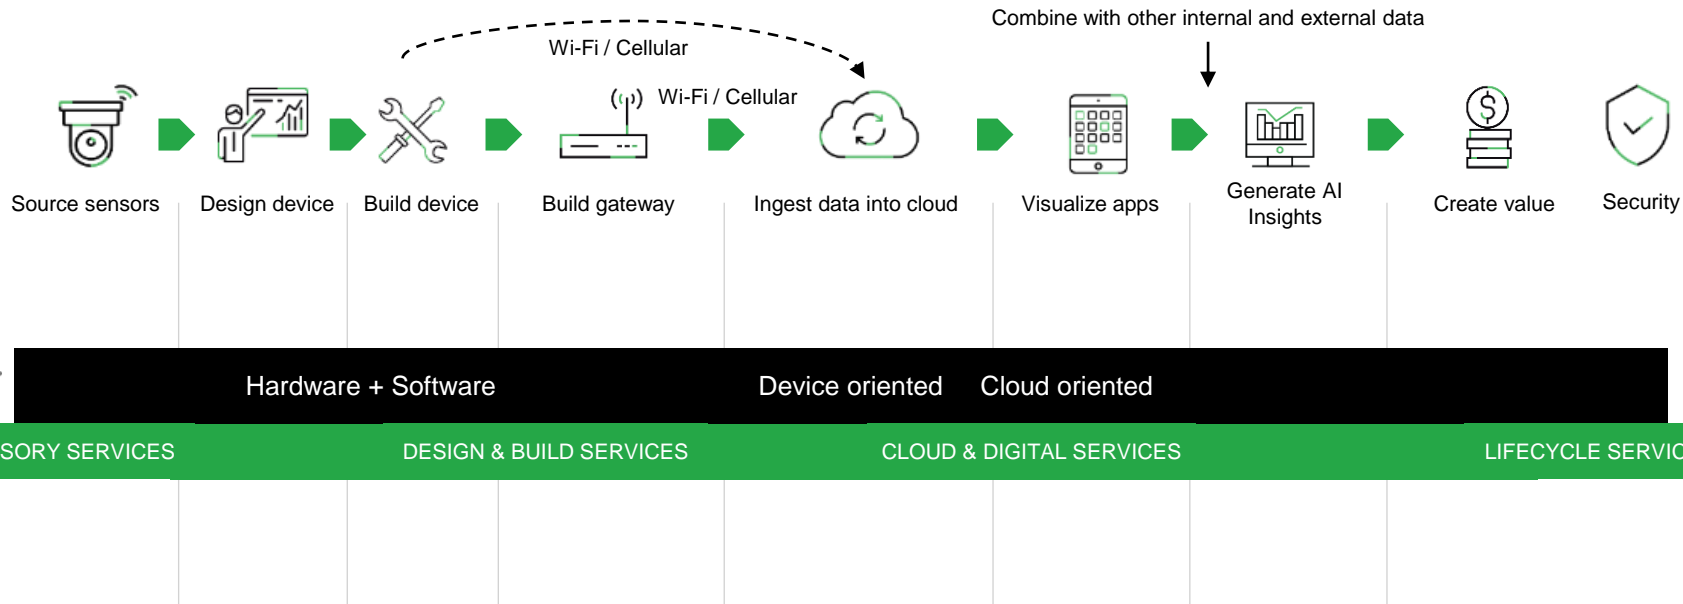 Combine with other internal and external data
Wi-Fi / Cellular
Wi-Fi / Cellular
Source sensors
Design device
Build device
Build gateway
Ingest data into cloud
Visualize apps
Generate AI
Insights
Create value
Security
Hardware + Software
Device oriented
Cloud oriented
SORY SERVICES
DESIGN & BUILD SERVICES
CLOUD & DIGITAL SERVICES
LIFECYCLE SERVIC